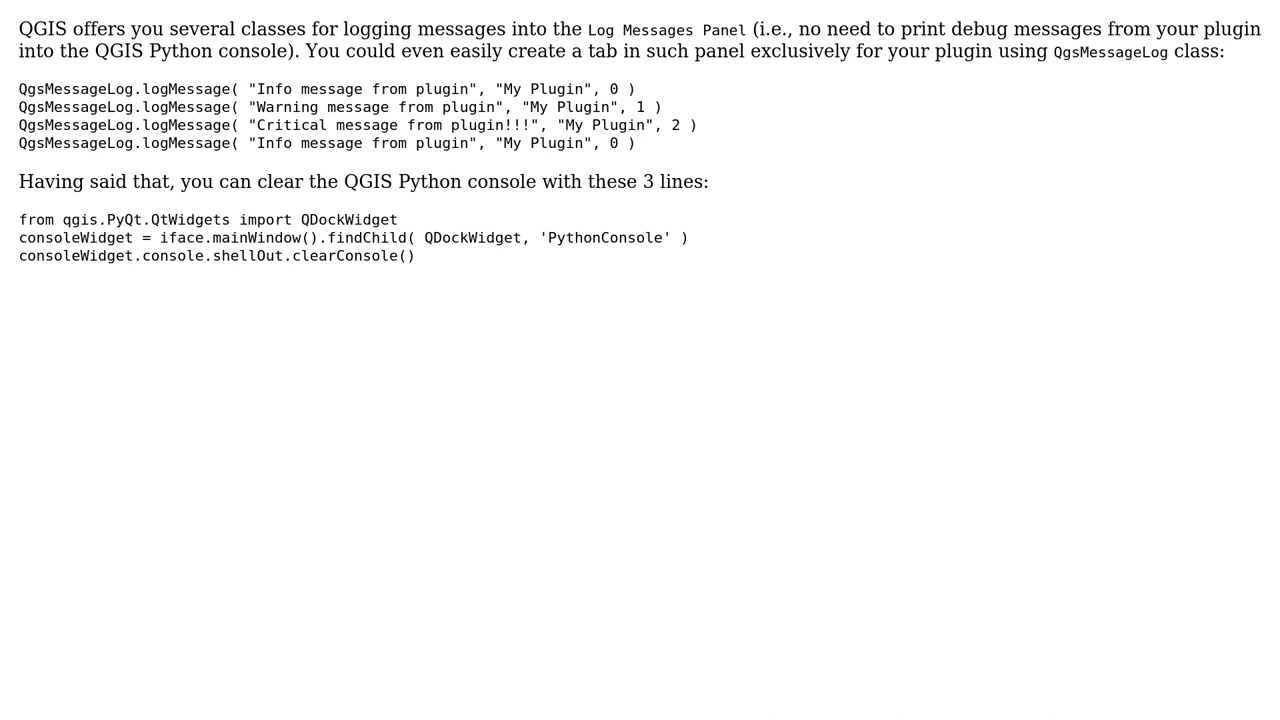 QGIS offers you several classes for logging messages into the Log Messages Panel (i.e., no need to print debug messages from your plugin
into the QGIS Python console). You could even easily create a tab in such panel exclusively for your plugin using QgsMessageLog class:
QgsMessageLog.logMessage( "Info message from plugin", "My Plugin", 0 )
QgsMessageLog.logMessage( "Warning message from plugin", "My Plugin", 1 )
QgsMessageLog.logMessage( "Critical message from plugin!!!", "My Plugin", 2 )
QgsMessageLog.logMessage( "Info message from plugin", "My Plugin", 0 )
Having said that, you can clear the QGIS Python console with these 3 lines:
from qgis.PyQt.QtWidgets import QDockWidget
consoleWidget = iface.mainWindow().findChild( QDockWidget, 'PythonConsole' )
consoleWidget.console.shellOut.clearConsole()